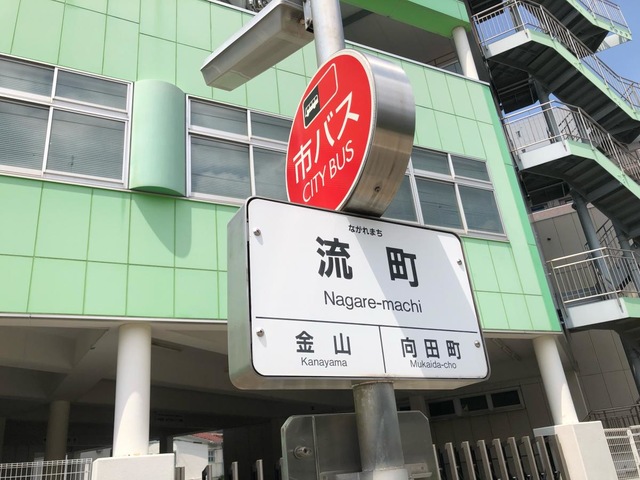 市バス
CITY BUS
ながれまち
流町
Nagare-machi
金山
Kanayama
向田町
Mukaida-cho